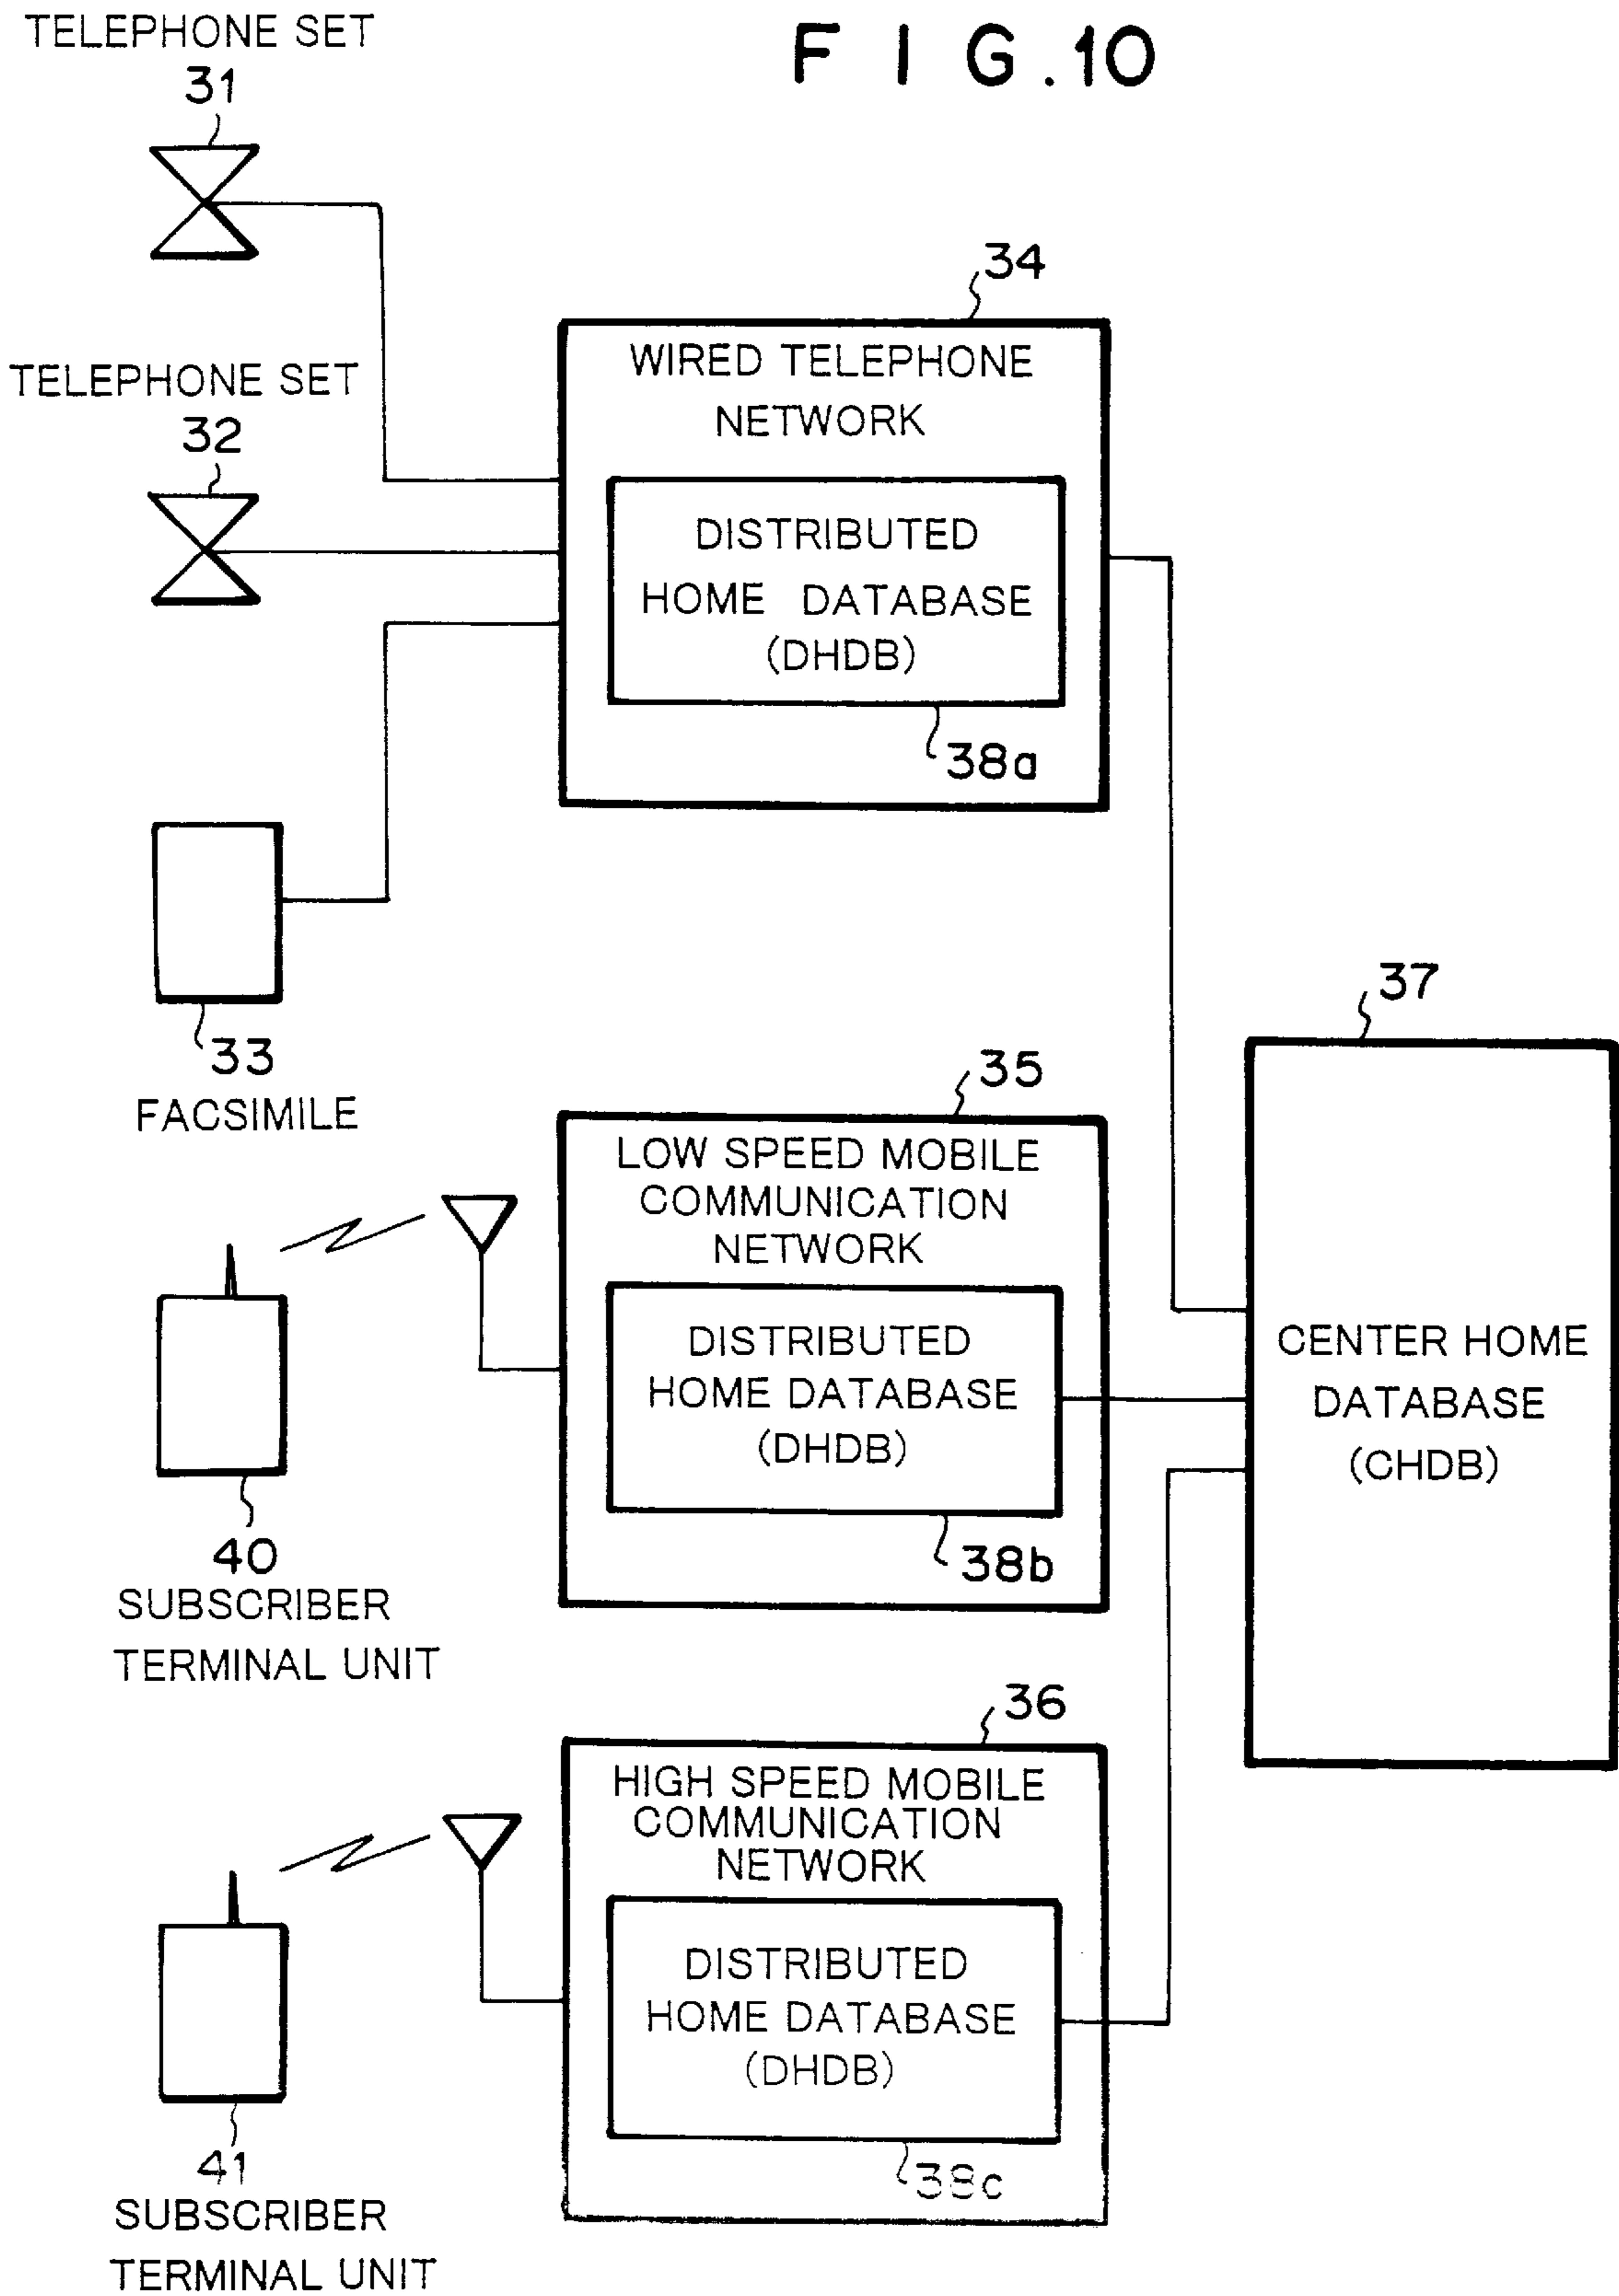 FIG.10
TELEPHONE SET
31
TELEPHONE SET
32
33
FACSIMILE
34
WIRED TELEPHONE
NETWORK
DISTRIBUTED
HOME DATABASE
(DHDB)
38a
35
LOW SPEED MOBILE
COMMUNICATION
NETWORK
DISTRIBUTED
HOME DATABASE
(DHDB)
38b
40
SUBSCRIBER
TERMINAL UNIT
37
CENTER HOME
DATABASE
(CHDB)
36
HIGH SPEED MOBILE
COMMUNICATION
NETWORK
DISTRIBUTED
HOME DATABASE
(DHDB)
38c
41
SUBSCRIBER
TERMINAL UNIT